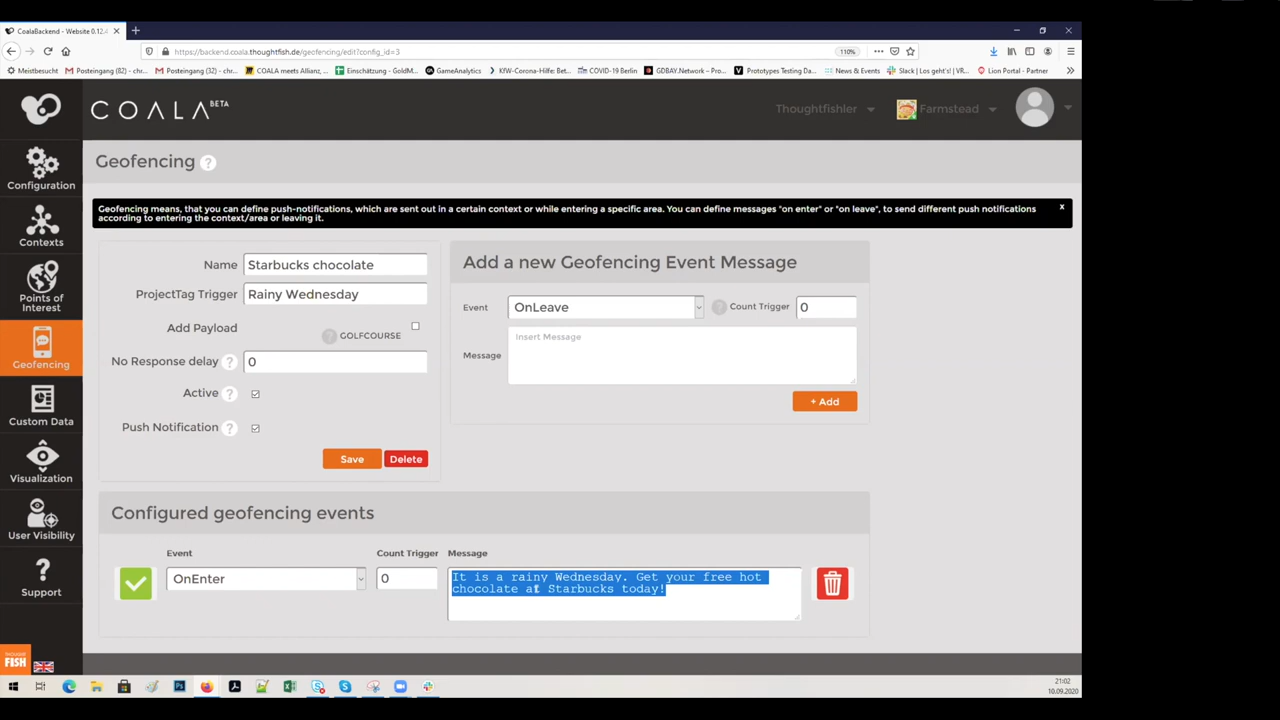 CoalaBackend - Website 0.12.4
https://backend.coala.thoughtfish.de/geofencing/edit?config_id=3
110%
Meistbesucht
Posteingang (82) - chr...
Posteingang (32) - chr...
COALA meets Allianz, ...
Einschätzung - GoldM...
GameAnalytics
KfW-Corona-Hilfe: Bet...
COVID-19 Berlin
GDBAY.Network – Pro...
Prototypes Testing Da...
News & Events
Slack | Los geht's! | VR...
Lion Portal - Partner
COALA BETA
Thoughtfishler
Farmstead
Configuration
Contexts
Points of
Interest
Geofencing
Custom Data
Visualization
User Visibility
Support
THOUGHT
FISH
Geofencing ?
Geofencing means, that you can define push-notifications, which are sent out in a certain context or while entering a specific area. You can define messages "on enter" or "on leave", to send different push notifications
according to entering the context/area or leaving it.
x
Name Starbucks chocolate
ProjectTag Trigger Rainy Wednesday
Add Payload
? GOLFCOURSE
No Response delay ? 0
Active ?
Push Notification ?
Save Delete
Add a new Geofencing Event Message
Event OnLeave ? Count Trigger 0
Message Insert Message
+ Add
Configured geofencing events
Event Count Trigger Message
OnEnter 0
It is a rainy Wednesday. Get your free hot
chocolate at Starbucks today!
21:02
10.09.2020